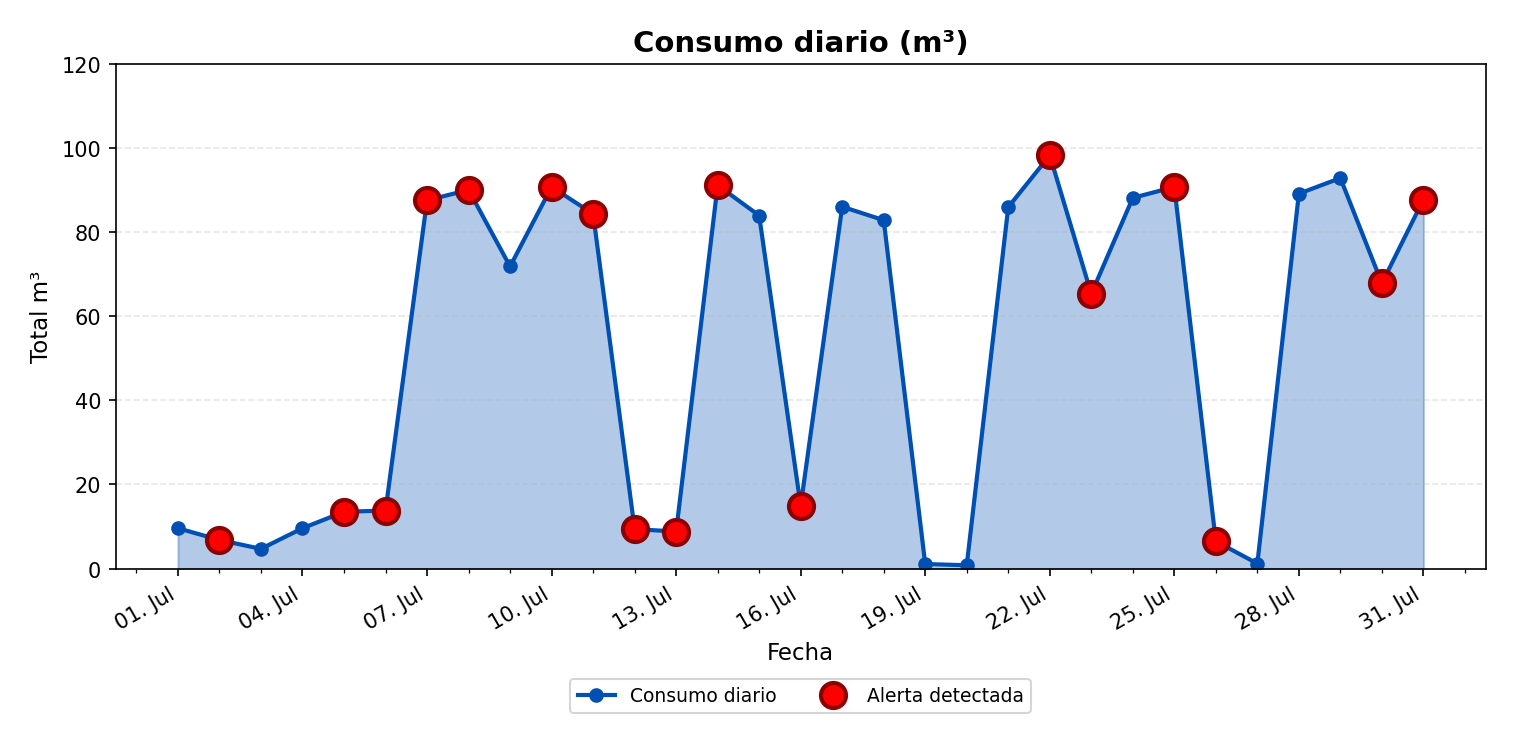 Consumo diario (m³)
120
100
80
60
40
20
0
Total m³
01. Jul
04. Jul
07. Jul
10. Jul
13. Jul
16. Jul
19. Jul
22. Jul
25. Jul
28. Jul
31. Jul
Fecha
Consumo diario
Alerta detectada